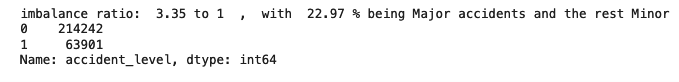 imbalance ratio:  3.35 to 1  ,  with  22.97 % being Major accidents and the rest Minor
0    214242
1     63901
Name: accident_level, dtype: int64